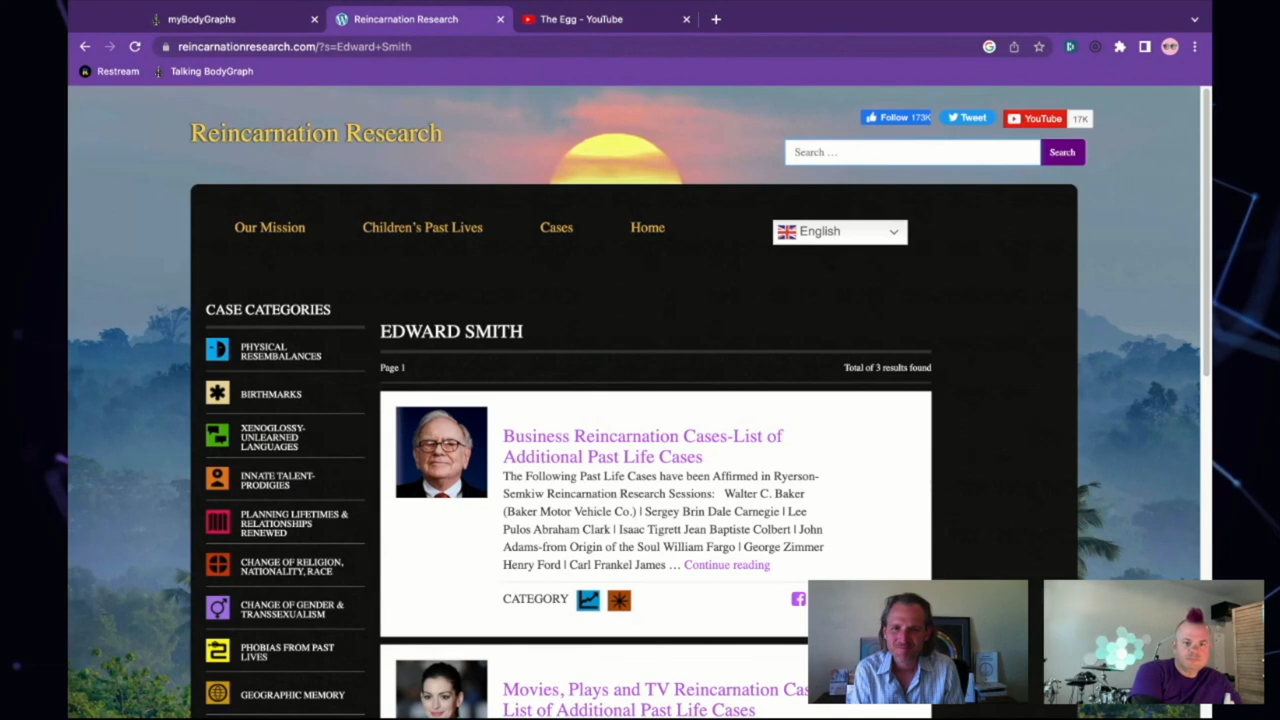 myBodyGraphs
Reincarnation Research
The Egg - YouTube
reincarnationresearch.com/?s=Edward+Smith
Restream
Talking BodyGraph
Reincarnation Research
Follow 173K
Tweet
YouTube 17K
Search …
Search
Our Mission
Children's Past Lives
Cases
Home
English
CASE CATEGORIES
PHYSICAL
RESEMBALANCES
BIRTHMARKS
XENOGLOSSY-
UNLEARNED
LANGUAGES
INNATE TALENT-
PRODIGIES
PLANNING LIFETIMES &
RELATIONSHIPS
RENEWED
CHANGE OF RELIGION,
NATIONALITY, RACE
CHANGE OF GENDER &
TRANSSEXUALISM
PHOBIAS FROM PAST
LIVES
GEOGRAPHIC MEMORY
EDWARD SMITH
Page 1
Total of 3 results found
Business Reincarnation Cases-List of
Additional Past Life Cases
The Following Past Life Cases have been Affirmed in Ryerson-
Semkiw Reincarnation Research Sessions: Walter C. Baker
(Baker Motor Vehicle Co.) | Sergey Brin Dale Carnegie | Lee
Pulos Abraham Clark | Isaac Tigrett Jean Baptiste Colbert | John
Adams-from Origin of the Soul William Fargo | George Zimmer
Henry Ford | Carl Frankel James … Continue reading
CATEGORY
Movies, Plays and TV Reincarnation Cas
List of Additional Past Life Cases